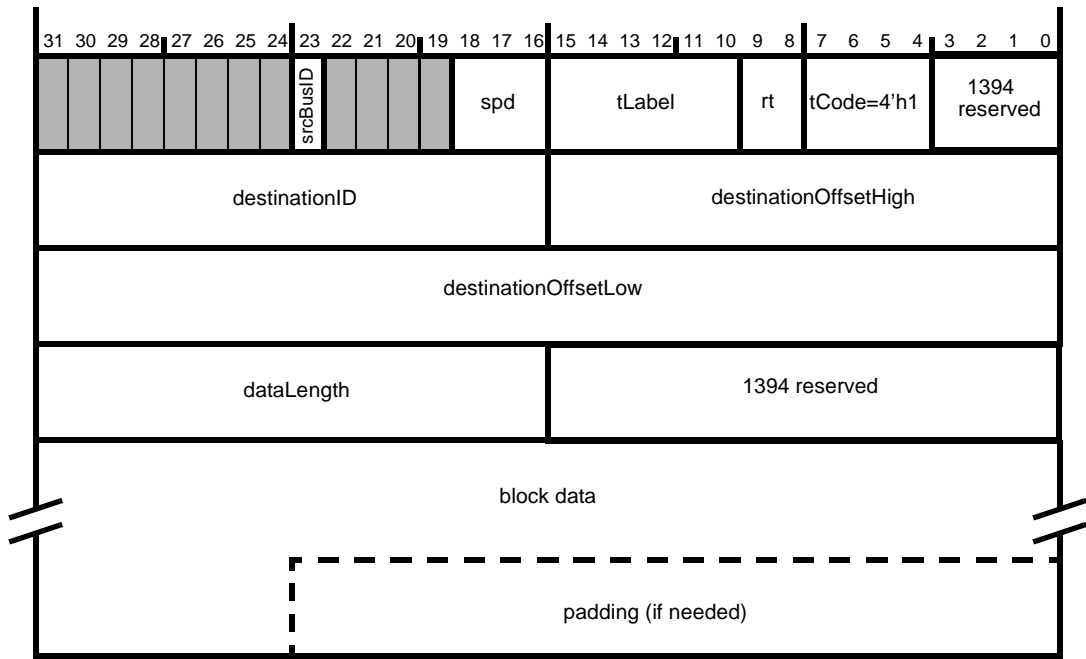 31 30 29 28 27 26 25 24 23 22 21 20 19 18 17 16 15 14 13 12 11 10 9 8 7 6 5 4 3 2 1 0
srcBusID spd tLabel rt tCode=4'h1 1394
reserved
destinationID destinationOffsetHigh
destinationOffsetLow
dataLength 1394 reserved
block data
padding (if needed)